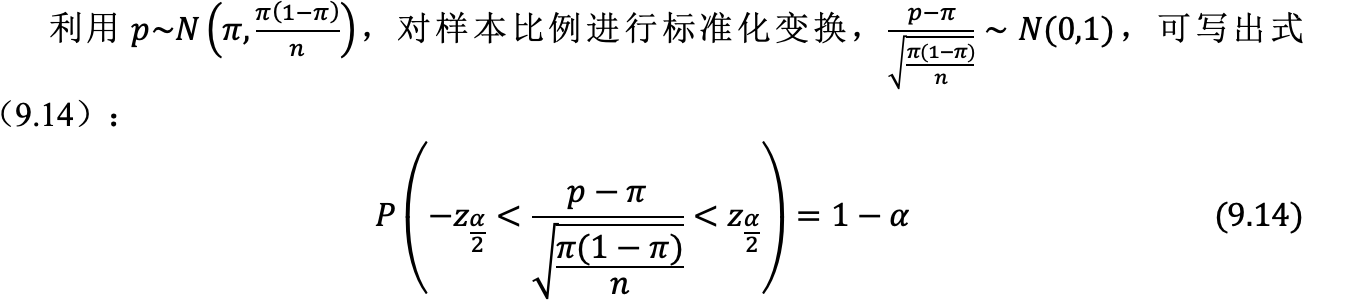 利用 $p \sim N\left(\pi, \frac{\pi(1-\pi)}{n}\right)$，对样本比例进行标准化变换，$\frac{p-\pi}{\sqrt{\frac{\pi(1-\pi)}{n}}} \sim N(0,1)$，可写出式
（9.14）：
$P\left(-z_{\frac{\alpha}{2}} < \frac{p-\pi}{\sqrt{\frac{\pi(1-\pi)}{n}}} < z_{\frac{\alpha}{2}}\right) = 1-\alpha$ (9.14)